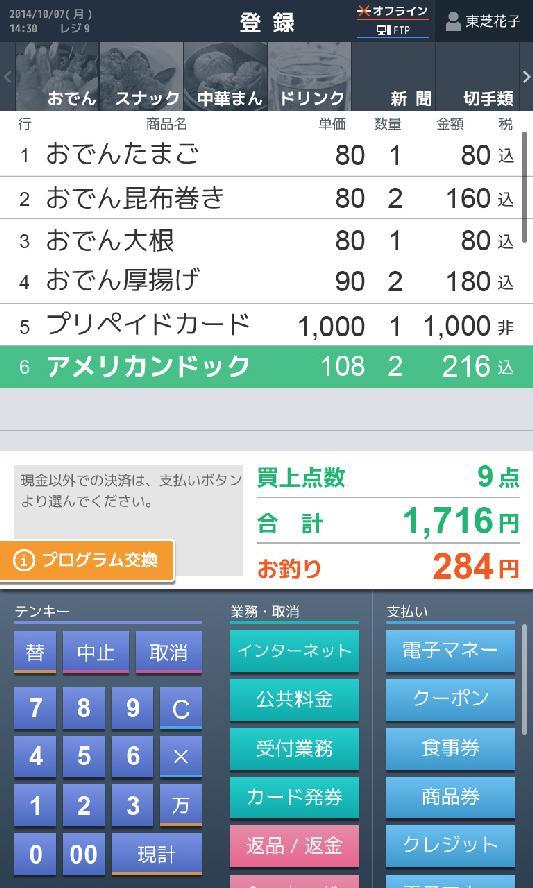 2014/10/07(月)
14:30 レジ9
登録
オフライン
FTP
東芝花子
おでん スナック 中華まん ドリンク 新聞 切手類
行 商品名 単価 数量 金額 税
1 おでんたまご 80 1 80 込
2 おでん昆布巻き 80 2 160 込
3 おでん大根 80 1 80 込
4 おでん厚揚げ 90 2 180 込
5 プリペイドカード 1,000 1 1,000 非
6 アメリカンドック 108 2 216 込
現金以外での決済は、支払いボタン
より選んでください。
買上点数 9点
合計 1,716円
お釣り 284円
プログラム交換
テンキー
替 中止 取消
7 8 9 C
4 5 6 ×
1 2 3 万
0 00 現計
業務・取消
インターネット
公共料金
受付業務
カード発券
返品/返金
支払い
電子マネー
クーポン
食事券
商品券
クレジット